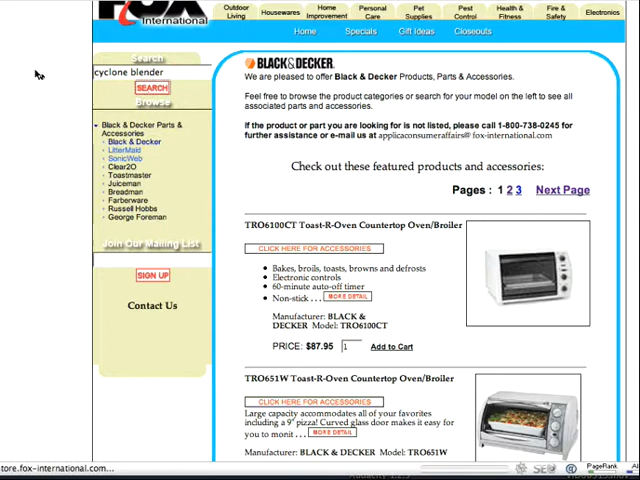 FOX
International
Outdoor Living
Housewares
Home Improvement
Personal Care
Pet Supplies
Pest Control
Health & Fitness
Fire & Safety
Electronics
Home
Specials
Gift Ideas
Closeouts
Search
cyclone blender
SEARCH
Browse
Black & Decker Parts &
Accessories
Black & Decker
LitterMaid
SonicWeb
Clear2O
Toastmaster
Juiceman
Breadman
Farberware
Russell Hobbs
George Foreman
Join Our Mailing List
SIGN UP
Contact Us
BLACK&DECKER.
We are pleased to offer Black & Decker Products, Parts & Accessories.
Feel free to browse the product categories or search for your model on the left to see all
associated parts and accessories.
If the product or part you are looking for is not listed, please call 1-800-738-0245 for
further assistance or e-mail us at applicaconsumeraffairs@fox-international.com
Check out these featured products and accessories:
Pages : 1 2 3 Next Page
TRO6100CT Toast-R-Oven Countertop Oven/Broiler
CLICK HERE FOR ACCESSORIES
Bakes, broils, toasts, browns and defrosts
Electronic controls
60-minute auto-off timer
Non-stick . . . MORE DETAIL
Manufacturer: BLACK &
DECKER Model: TRO6100CT
PRICE: $87.95 1 Add to Cart
TRO651W Toast-R-Oven Countertop Oven/Broiler
CLICK HERE FOR ACCESSORIES
Large capacity accommodates all of your favorites
including a 9" pizza! Curved glass door makes it easy for
you to monit . . . MORE DETAIL
Manufacturer: BLACK & DECKER Model: TRO651W
tore.fox-international.com...
SEO
PageRank
Al